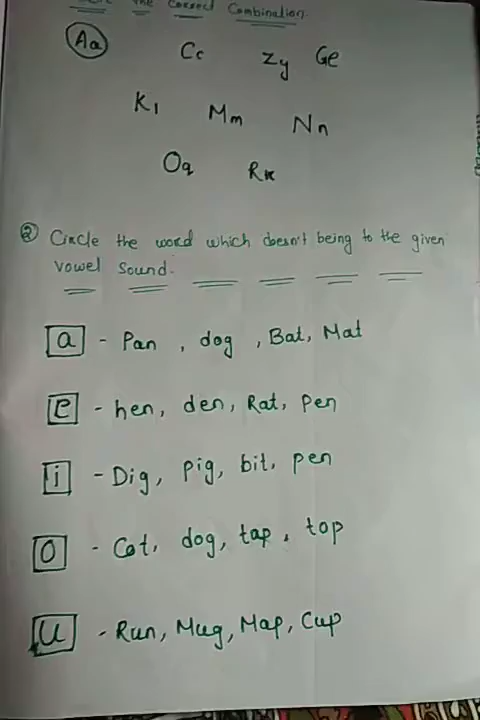 the Correct Combination.
Aa Cc Zy Ge
K1 Mm Nn
Oq Rk
② Circle the word which doesn't being to the given
vowel Sound.
a - Pan , dog , Bat, Mat
e - hen, den, Rat, pen
i - Dig, pig, bit, pen
O - Cot, dog, tap, top
U - Run, Mug, Map, Cup